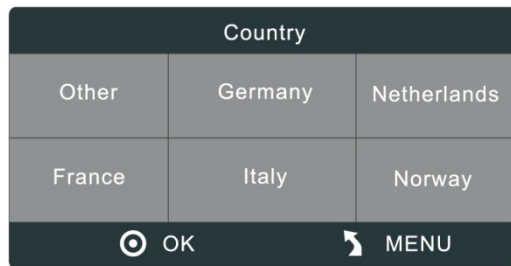 Country
Other Germany Netherlands
France Italy Norway
OK MENU